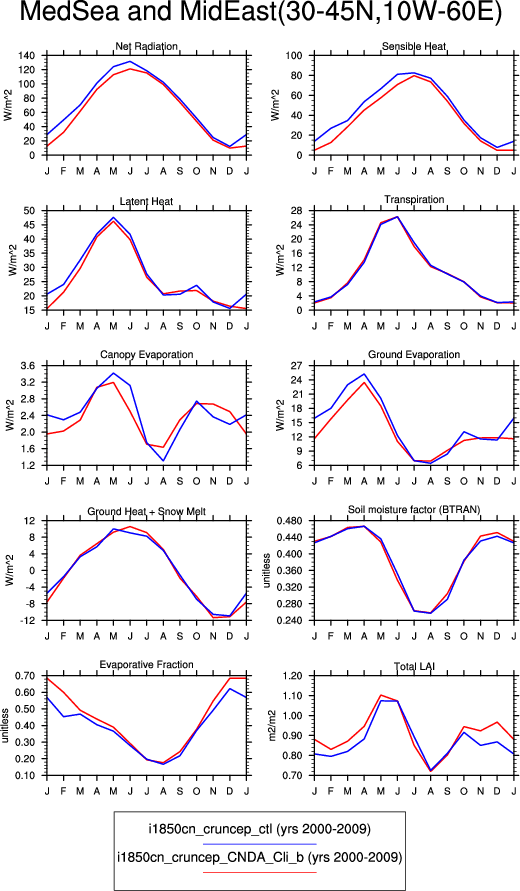 MedSea and MidEast(30-45N,10W-60E)
Net Radiation
W/m^2
140
120
100
80
60
40
20
0
J F M A M J J A S O N D J
Sensible Heat
W/m^2
100
80
60
40
20
0
J F M A M J J A S O N D J
Latent Heat
W/m^2
50
45
40
35
30
25
20
15
J F M A M J J A S O N D J
Transpiration
W/m^2
28
24
20
16
12
8
4
0
J F M A M J J A S O N D J
Canopy Evaporation
W/m^2
3.6
3.2
2.8
2.4
2.0
1.6
1.2
J F M A M J J A S O N D J
Ground Evaporation
W/m^2
27
24
21
18
15
12
9
6
J F M A M J J A S O N D J
Ground Heat + Snow Melt
W/m^2
12
8
4
0
-4
-8
-12
J F M A M J J A S O N D J
Soil moisture factor (BTRAN)
unitless
0.480
0.440
0.400
0.360
0.320
0.280
0.240
J F M A M J J A S O N D J
Evaporative Fraction
unitless
0.70
0.60
0.50
0.40
0.30
0.20
0.10
J F M A M J J A S O N D J
Total LAI
m2/m2
1.20
1.10
1.00
0.90
0.80
0.70
J F M A M J J A S O N D J
i1850cn_cruncep_ctl (yrs 2000-2009)
i1850cn_cruncep_CNDA_Cli_b (yrs 2000-2009)